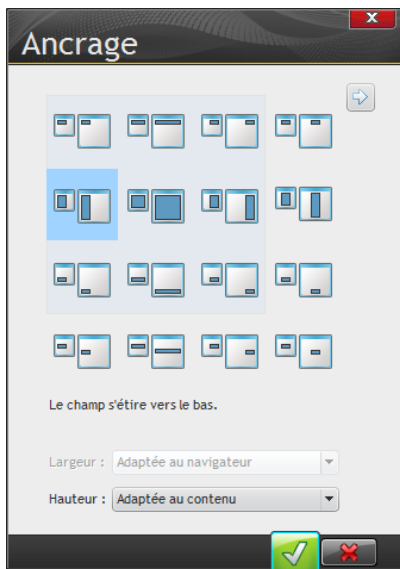 Ancrage
Le champ s'étire vers le bas.
Largeur : Adaptée au navigateur
Hauteur : Adaptée au contenu